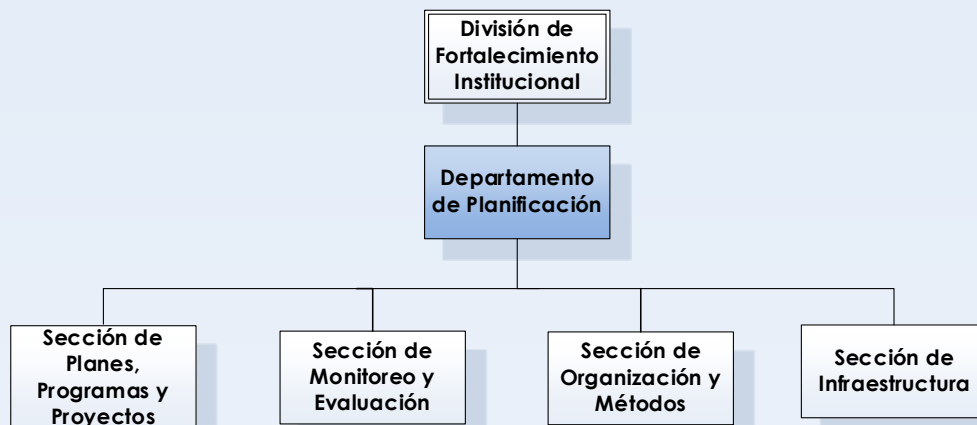 División de
Fortalecimiento
Institucional
Departamento
de Planificación
Sección de
Planes,
Programas y
Proyectos
Sección de
Monitoreo y
Evaluación
Sección de
Organización y
Métodos
Sección de
Infraestructura